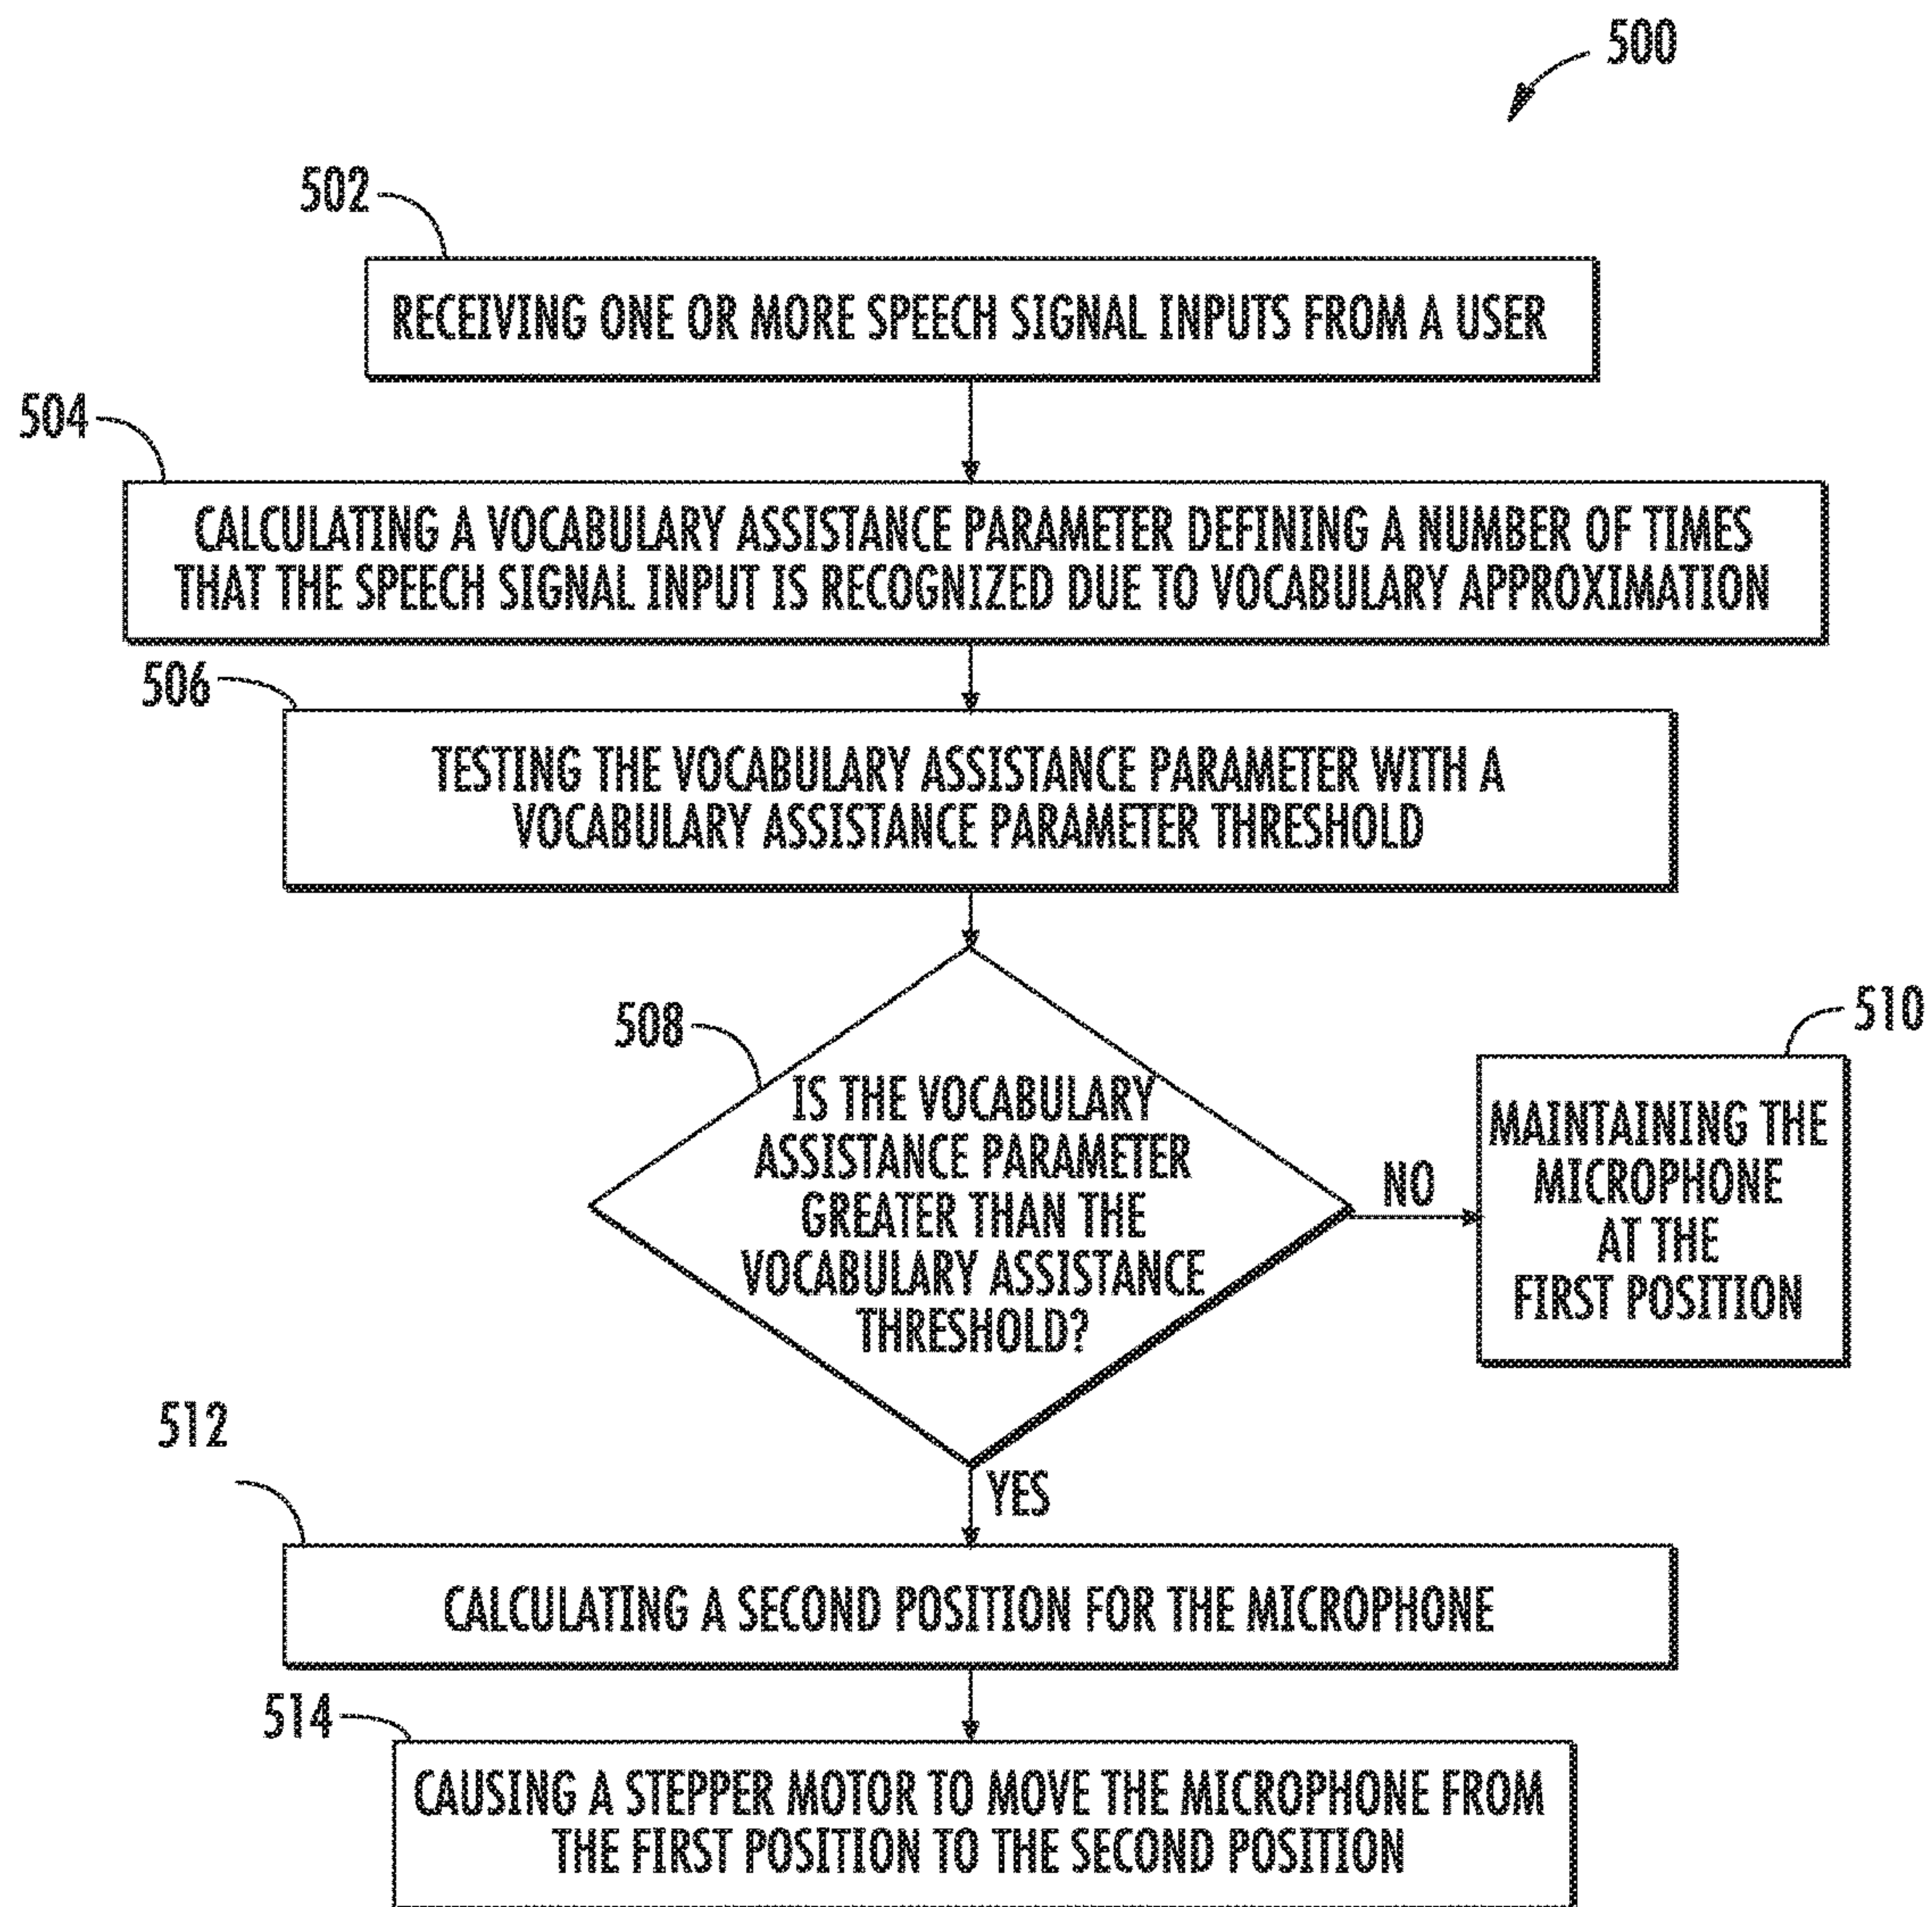 500
502
RECEIVING ONE OR MORE SPEECH SIGNAL INPUTS FROM A USER
504
CALCULATING A VOCABULARY ASSISTANCE PARAMETER DEFINING A NUMBER OF TIMES
THAT THE SPEECH SIGNAL INPUT IS RECOGNIZED DUE TO VOCABULARY APPROXIMATION
506
TESTING THE VOCABULARY ASSISTANCE PARAMETER WITH A
VOCABULARY ASSISTANCE PARAMETER THRESHOLD
508
IS THE VOCABULARY
ASSISTANCE PARAMETER
GREATER THAN THE
VOCABULARY ASSISTANCE
THRESHOLD?
NO
510
MAINTAINING THE
MICROPHONE
AT THE
FIRST POSITION
YES
512
CALCULATING A SECOND POSITION FOR THE MICROPHONE
514
CAUSING A STEPPER MOTOR TO MOVE THE MICROPHONE FROM
THE FIRST POSITION TO THE SECOND POSITION